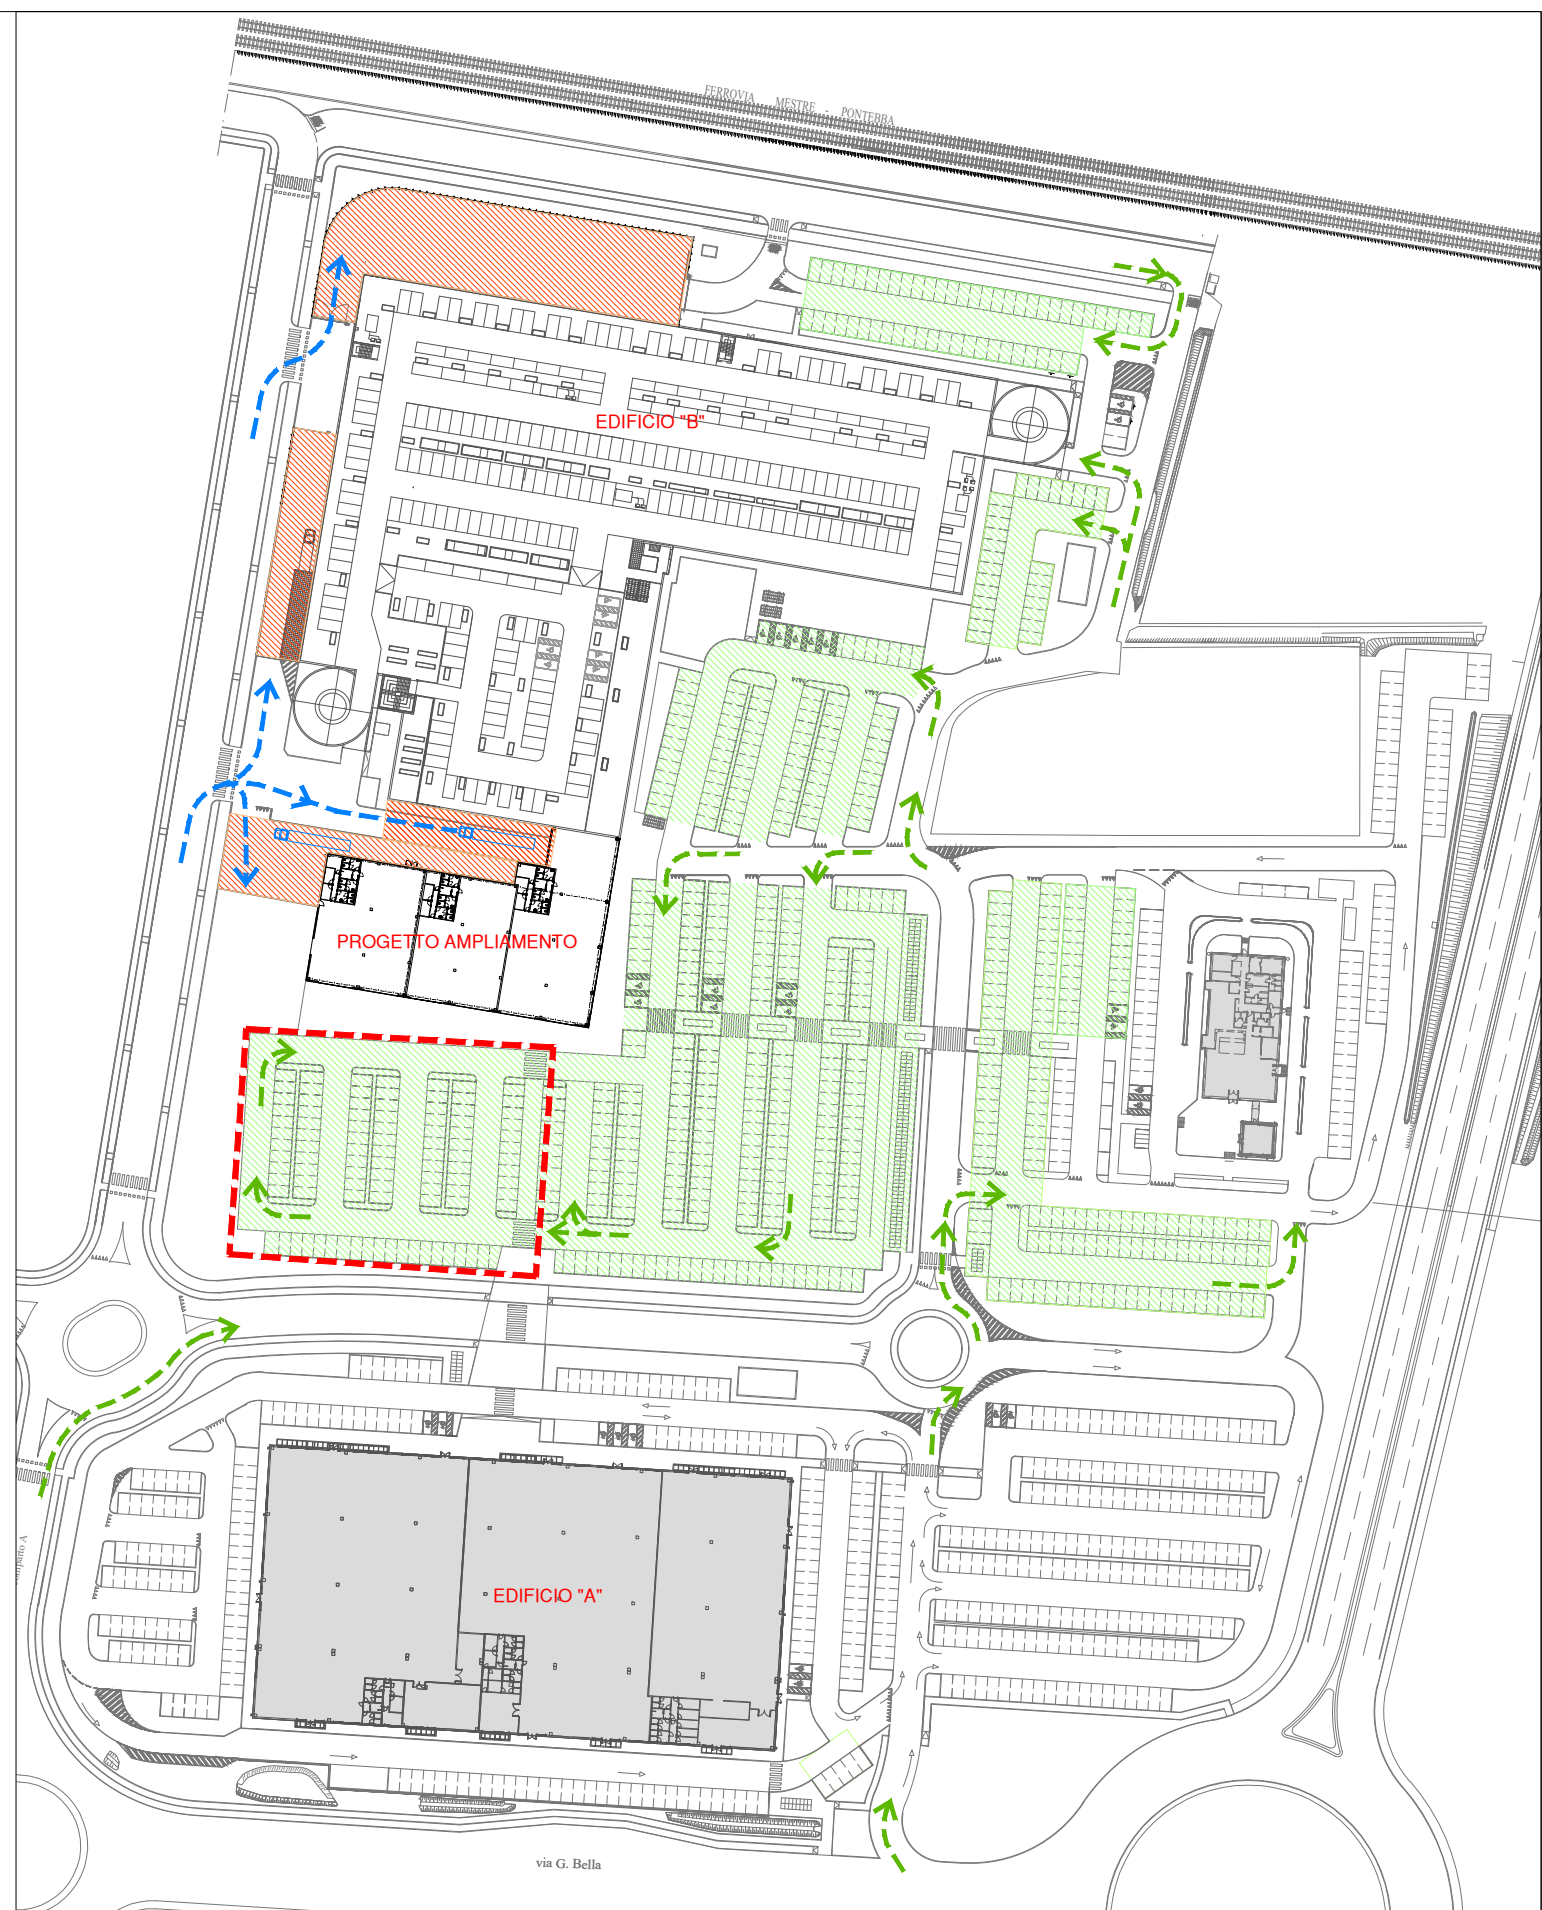 FERROVIA MESTRE - PONTEBBA
EDIFICIO "B"
PROGETTO AMPLIAMENTO
EDIFICIO "A"
via G. Bella